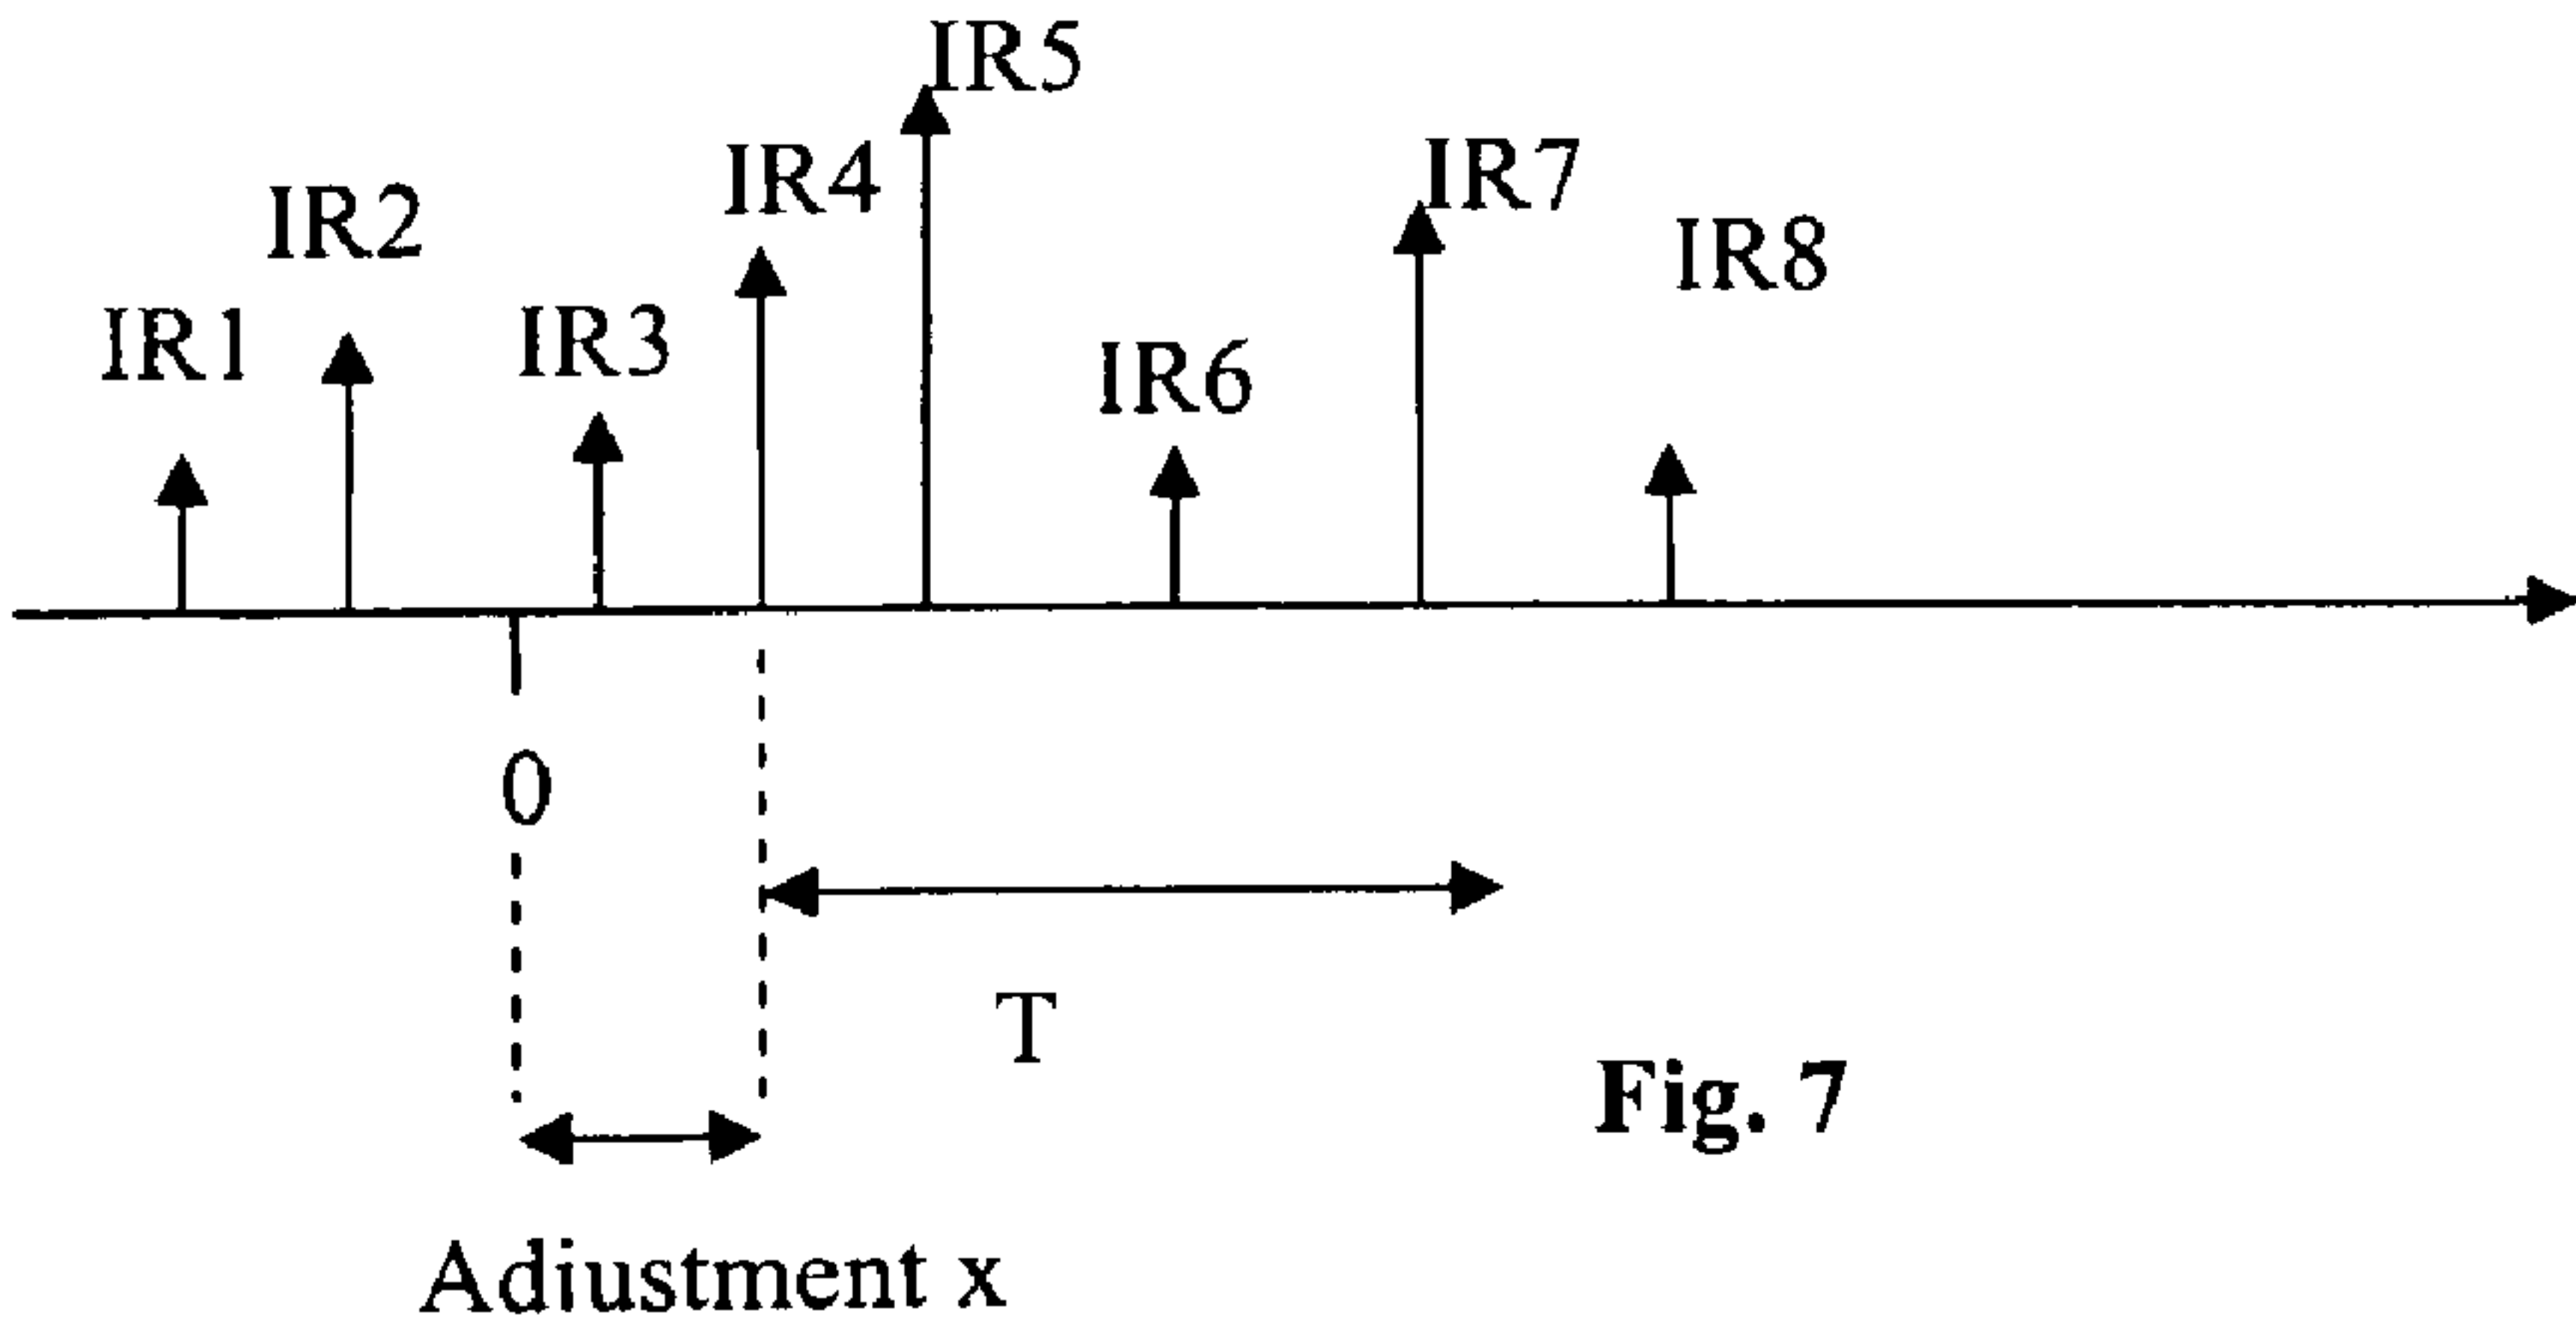 IR1
IR2
IR3
IR4
IR5
IR6
IR7
IR8
0
T
Adiustment x
Fig. 7